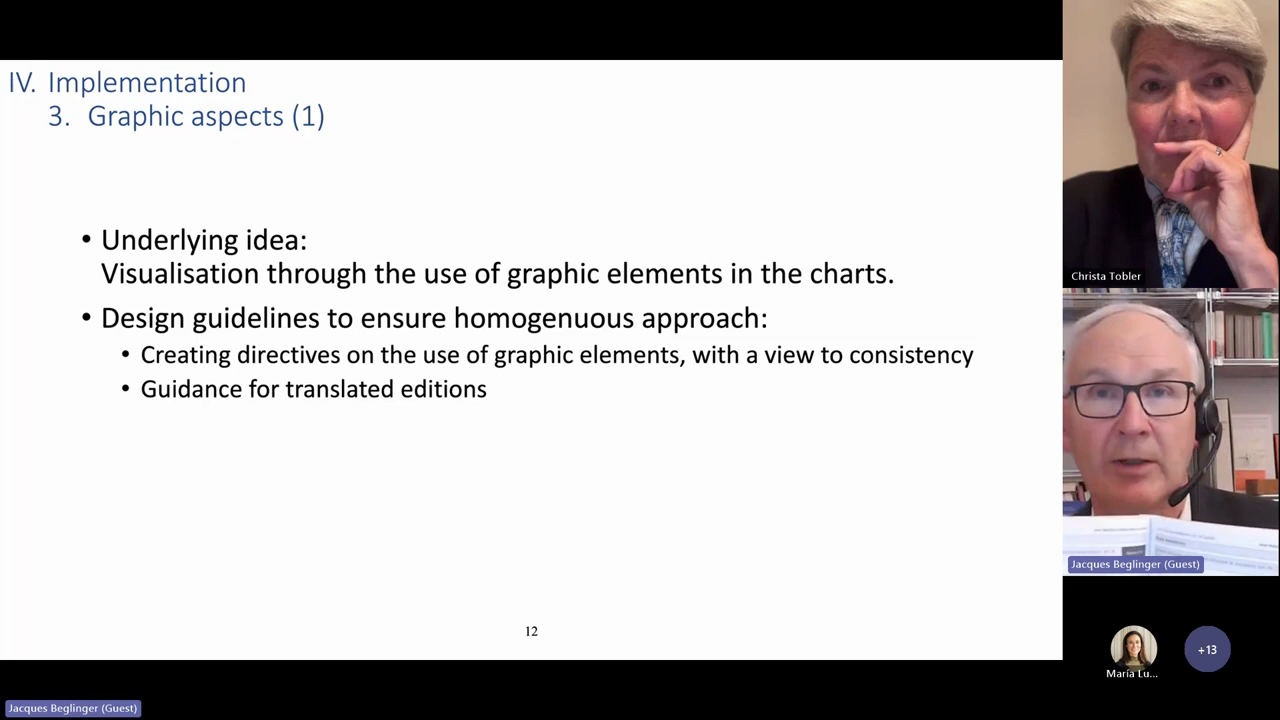 IV. Implementation
3. Graphic aspects (1)
• Underlying idea:
Visualisation through the use of graphic elements in the charts.
• Design guidelines to ensure homogenuous approach:
• Creating directives on the use of graphic elements, with a view to consistency
• Guidance for translated editions
12
Christa Tobler
Jacques Beglinger (Guest)
María Lu...
+13
Jacques Beglinger (Guest)